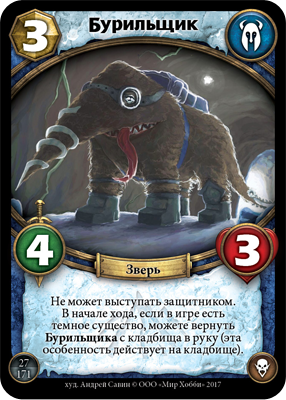 3
Бурильщик
4
Зверь
3
Не может выступать защитником.
В начале хода, если в игре есть
темное существо, можете вернуть
Бурильщика с кладбища в руку (эта
особенность действует на кладбище).
27
171
худ. Андрей Савин © ООО «Мир Хобби» 2017